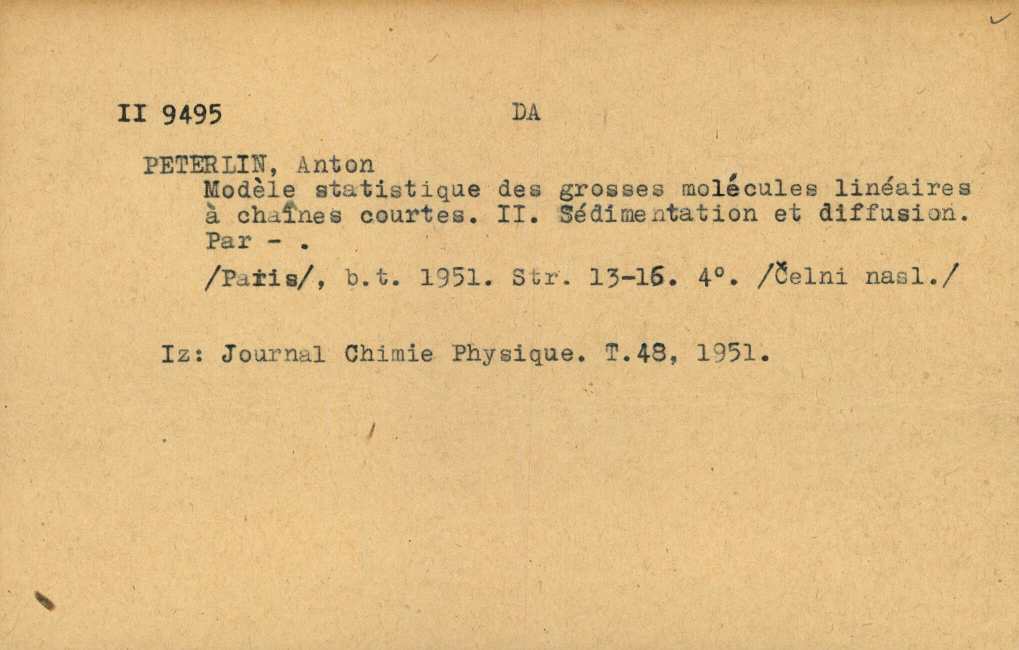 II 9495 DA
PETERLIN, Anton
Modèle statistique des grosses molécules linéaires
à chaînes courtes. II. Sédimentation et diffusion.
Par - .
/Paris/, b.t. 1951. Str. 13-16. 4°. /Čelni nasl./
Iz: Journal Chimie Physique. T.48, 1951.